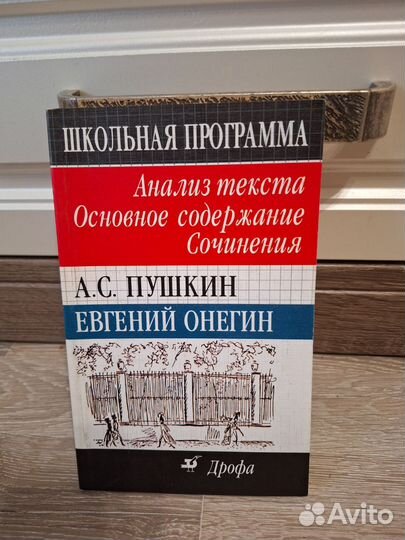 ШКОЛЬНАЯ ПРОГРАММА
Анализ текста
Основное содержание
Сочинения
А.С. ПУШКИН
ЕВГЕНИЙ ОНЕГИН
Дрофа
Avito